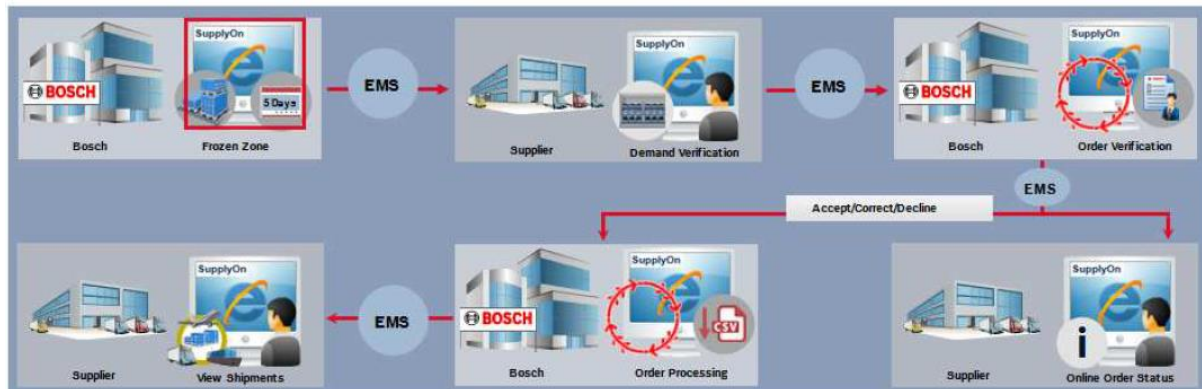 SupplyOn
BOSCH
5 Days
Bosch
Frozen Zone
EMS
SupplyOn
Supplier
Demand Verification
EMS
SupplyOn
BOSCH
Bosch
Order Verification
EMS
Accept/Correct/Decline
SupplyOn
Supplier
View Shipments
EMS
SupplyOn
BOSCH
CSV
Bosch
Order Processing
SupplyOn
i
Supplier
Online Order Status